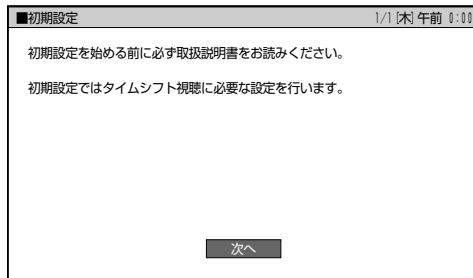 ■初期設定 1/1[木]午前 0:00
初期設定を始める前に必ず取扱説明書をお読みください。
初期設定ではタイムシフト視聴に必要な設定を行います。
次へ